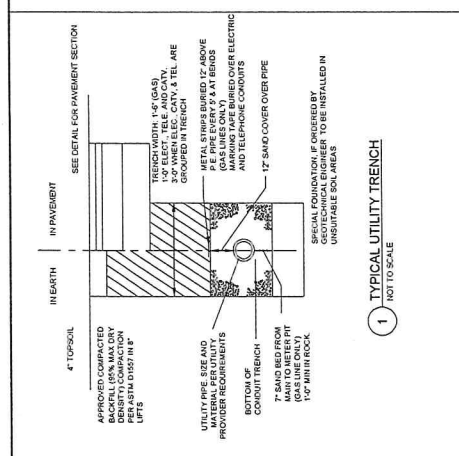 IN EARTH
IN PAVEMENT
4" TOPSOIL
SEE DETAIL FOR PAVEMENT SECTION
APPROVED COMPACTED
BACKFILL (95% MAX DRY
DENSITY) COMPACTION
PER ASTM D1557 IN 8"
LIFTS
TRENCH WIDTH: 1'-6" (GAS)
1'-0" ELECT., TELE. AND CATV.
3'-0" WHEN ELEC., CATV, & TEL. ARE
GROUPED IN TRENCH
METAL STRIPS BURIED 12" ABOVE
P.E. PIPE EVERY 5' & AT BENDS
(GAS LINES ONLY)
MARKING TAPE BURIED OVER ELECTRIC
AND TELEPHONE CONDUITS
UTILITY PIPE, SIZE AND
MATERIAL PER UTILITY
PROVIDER REQUIREMENTS
12" SAND COVER OVER PIPE
BOTTOM OF
CONDUIT TRENCH
7" SAND BED FROM
MAIN TO METER PIT
(GAS LINE ONLY)
1'-0" MIN IN ROCK.
SPECIAL FOUNDATION, IF ORDERED BY
GEOTECHNICAL ENGINEER TO BE INSTALLED IN
UNSUITABLE SOIL AREAS
1 TYPICAL UTILITY TRENCH
NOT TO SCALE